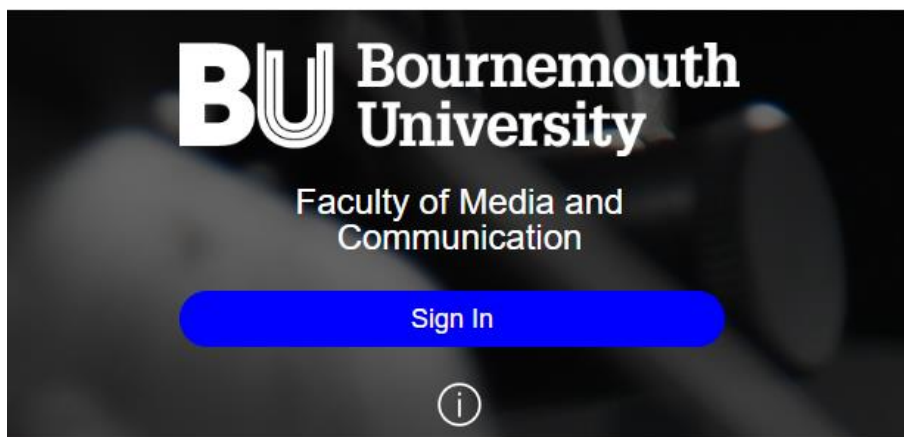 BU Bournemouth
University
Faculty of Media and
Communication
Sign In
i